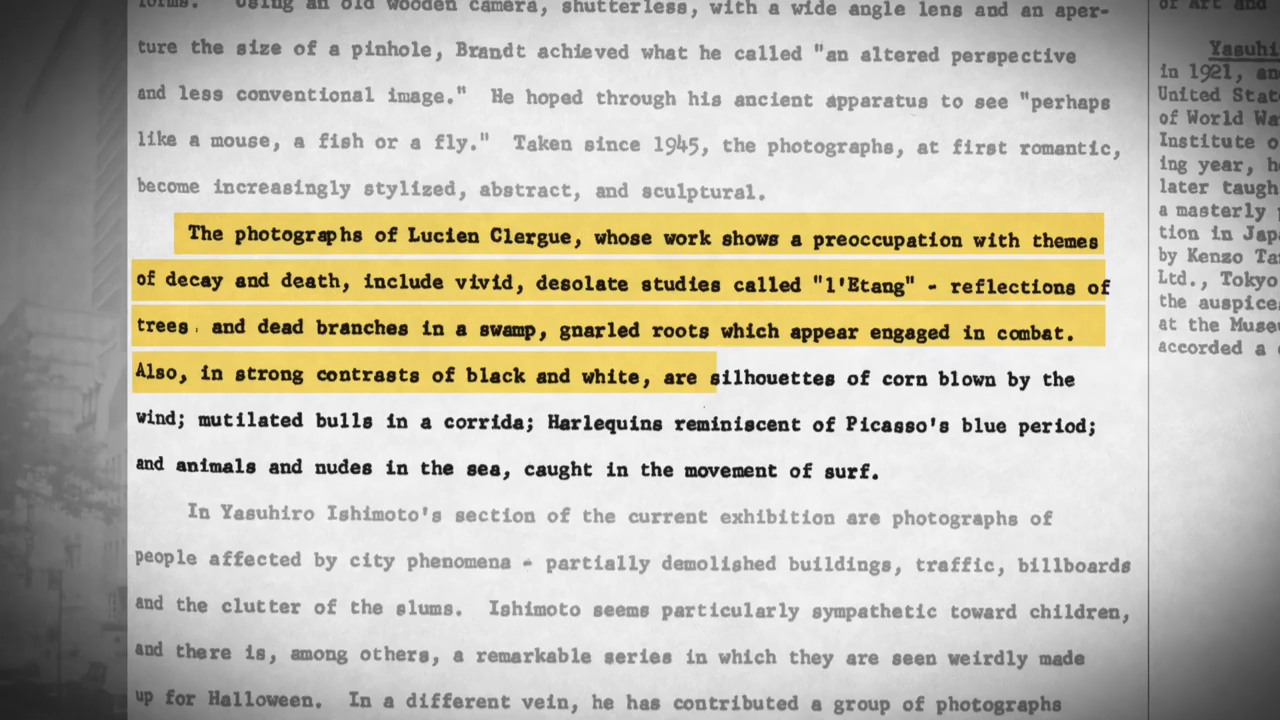 forms. Using an old wooden camera, shutterless, with a wide angle lens and an aper-
ture the size of a pinhole, Brandt achieved what he called "an altered perspective
and less conventional image." He hoped through his ancient apparatus to see "perhaps
like a mouse, a fish or a fly." Taken since 1945, the photographs, at first romantic,
become increasingly stylized, abstract, and sculptural.
The photographs of Lucien Clergue, whose work shows a preoccupation with themes
of decay and death, include vivid, desolate studies called "l'Etang" - reflections of
trees, and dead branches in a swamp, gnarled roots which appear engaged in combat.
Also, in strong contrasts of black and white, are silhouettes of corn blown by the
wind; mutilated bulls in a corrida; Harlequins reminiscent of Picasso's blue period;
and animals and nudes in the sea, caught in the movement of surf.
In Yasuhiro Ishimoto's section of the current exhibition are photographs of
people affected by city phenomena - partially demolished buildings, traffic, billboards
and the clutter of the slums. Ishimoto seems particularly sympathetic toward children,
and there is, among others, a remarkable series in which they are seen weirdly made
up for Halloween. In a different vein, he has contributed a group of photographs
of Art and
Yasuhi
in 1921, an
United Stat
of World Wa
Institute o
ing year, h
later taugh
a masterly
tion in Jap
by Kenzo Ta
Ltd., Tokyo
the auspice
at the Museu
accorded a